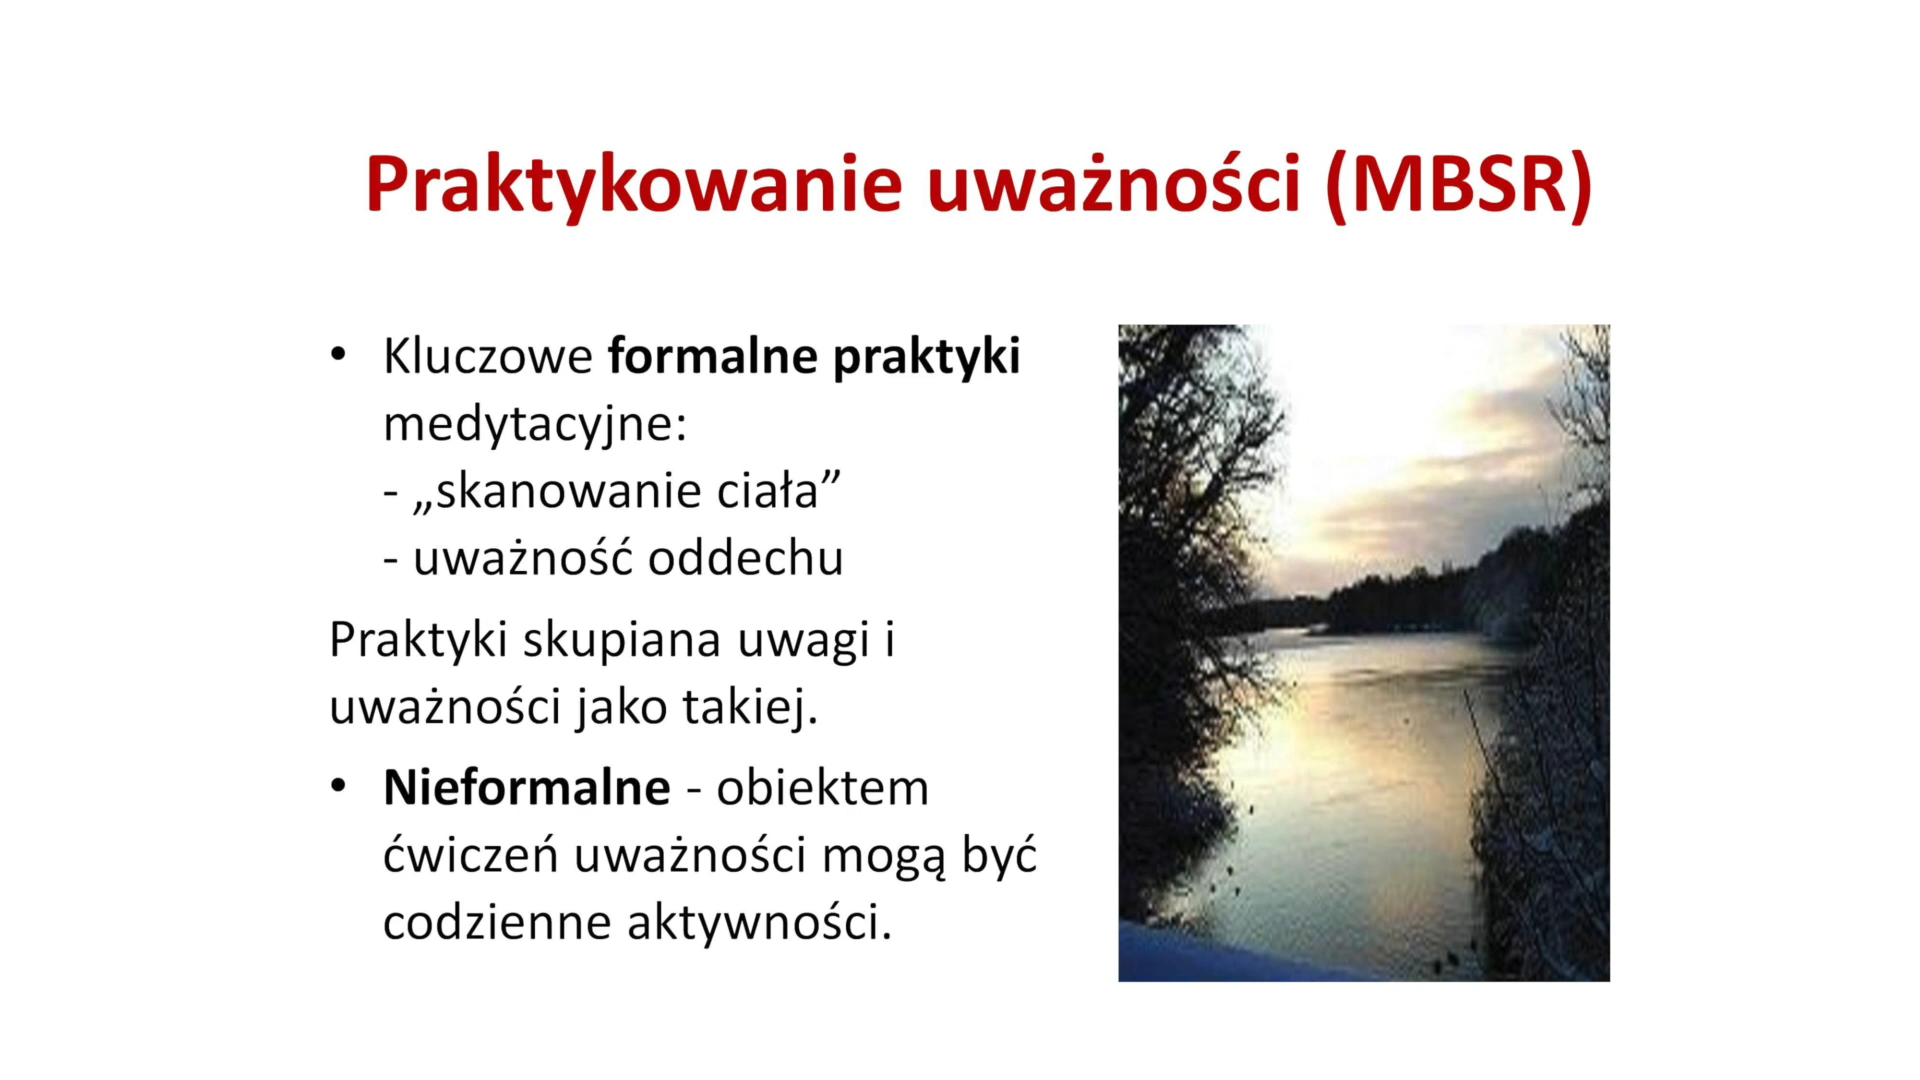 Praktykowanie uważności (MBSR)
• Kluczowe formalne praktyki
medytacyjne:
- „skanowanie ciała”
- uważność oddechu
Praktyki skupiana uwagi i
uważności jako takiej.
• Nieformalne - obiektem
ćwiczeń uważności mogą być
codzienne aktywności.